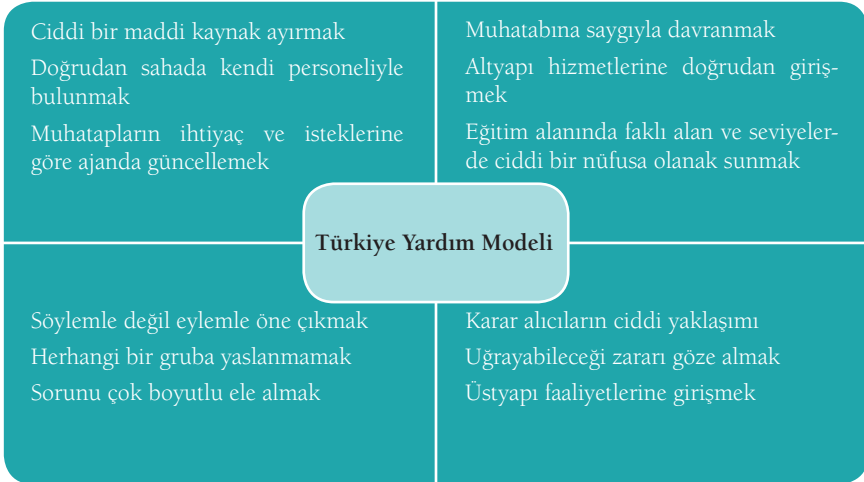 Ciddi bir maddi kaynak ayırmak
Doğrudan sahada kendi personeliyle
bulunmak
Muhatapların ihtiyaç ve isteklerine
göre ajanda güncellemek
Muhatabına saygıyla davranmak
Altyapı hizmetlerine doğrudan giriş-
mek
Eğitim alanında faklı alan ve seviyeler-
de ciddi bir nüfusa olanak sunmak
Türkiye Yardım Modeli
Söylemle değil eylemle öne çıkmak
Herhangi bir gruba yaslanmamak
Sorunu çok boyutlu ele almak
Karar alıcıların ciddi yaklaşımı
Uğrayabileceği zararı göze almak
Üstyapı faaliyetlerine girişmek